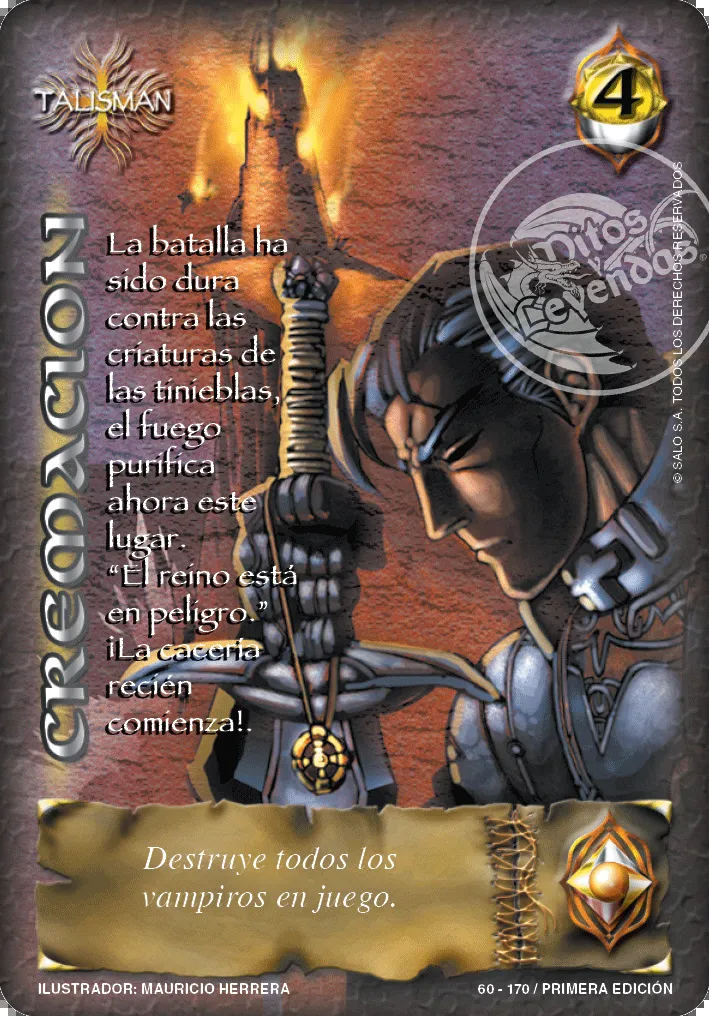 TALISMAN
4
CREMACION
La batalla ha
sido dura
contra las
criaturas de
las tinieblas,
el fuego
purifica
ahora este
lugar.
“El reino está
en peligro.”
¡La cacería
recién
comienza!.
Mitos
y
Leyendas®
© SALO S.A. TODOS LOS DERECHOS RESERVADOS
Destruye todos los
vampiros en juego.
ILUSTRADOR: MAURICIO HERRERA
60 - 170 / PRIMERA EDICIÓN